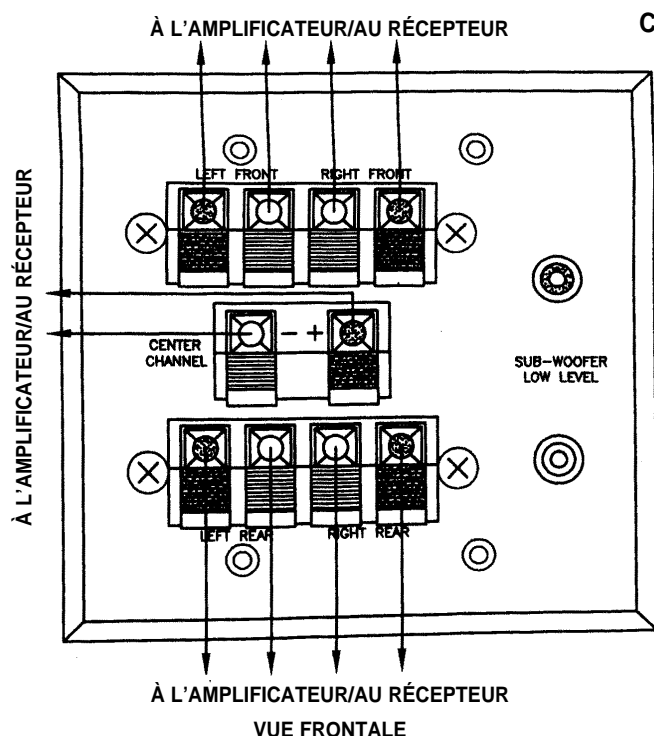 À L'AMPLIFICATEUR/AU RÉCEPTEUR
C
À L'AMPLIFICATEUR/AU RÉCEPTEUR
LEFT FRONT RIGHT FRONT
- +
CENTER
CHANNEL
SUB-WOOFER
LOW LEVEL
LEFT REAR RIGHT REAR
À L'AMPLIFICATEUR/AU RÉCEPTEUR
VUE FRONTALE